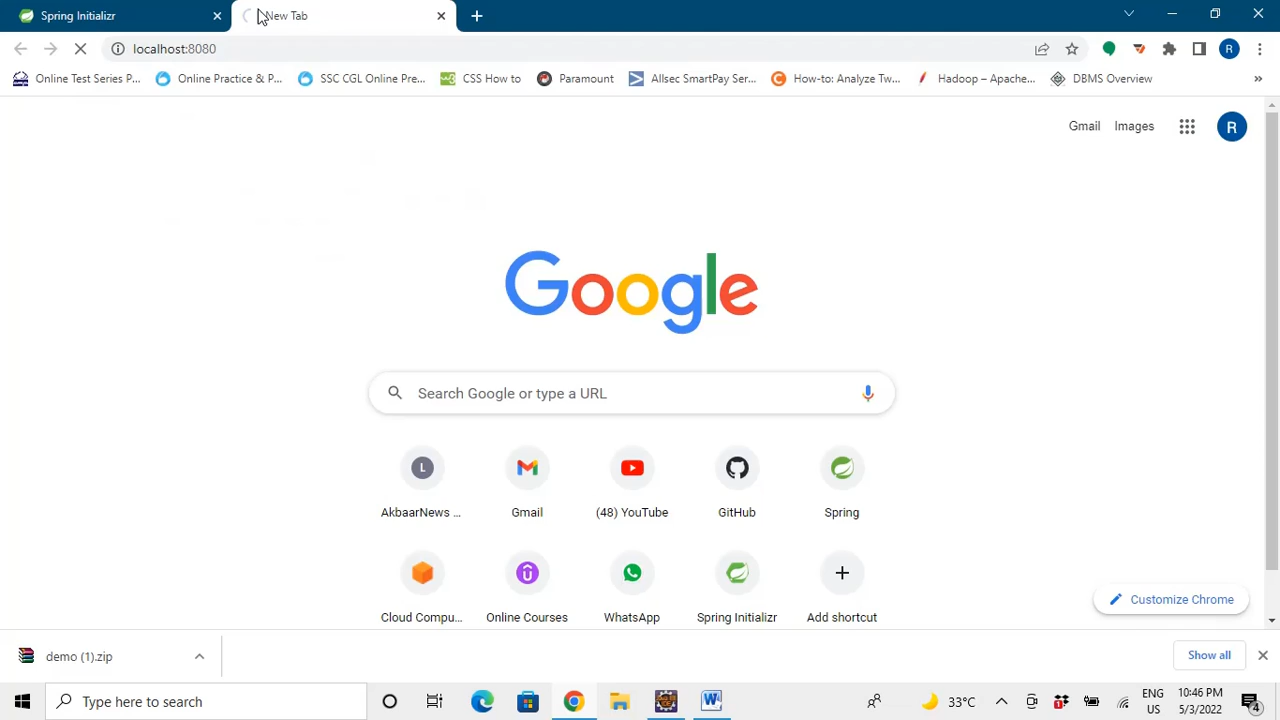 Spring Initializr
New Tab
localhost:8080
R
Online Test Series P...
Online Practice & P...
SSC CGL Online Pre...
CSS How to
Paramount
Allsec SmartPay Ser...
How-to: Analyze Tw...
Hadoop – Apache...
DBMS Overview
»
Gmail
Images
R
Google
Search Google or type a URL
L
AkbaarNews ...
Gmail
(48) YouTube
GitHub
Spring
Cloud Compu...
Online Courses
WhatsApp
Spring Initializr
Add shortcut
Customize Chrome
demo (1).zip
Show all
Type here to search
W
33°C
1
ENG
US
10:46 PM
5/3/2022
4